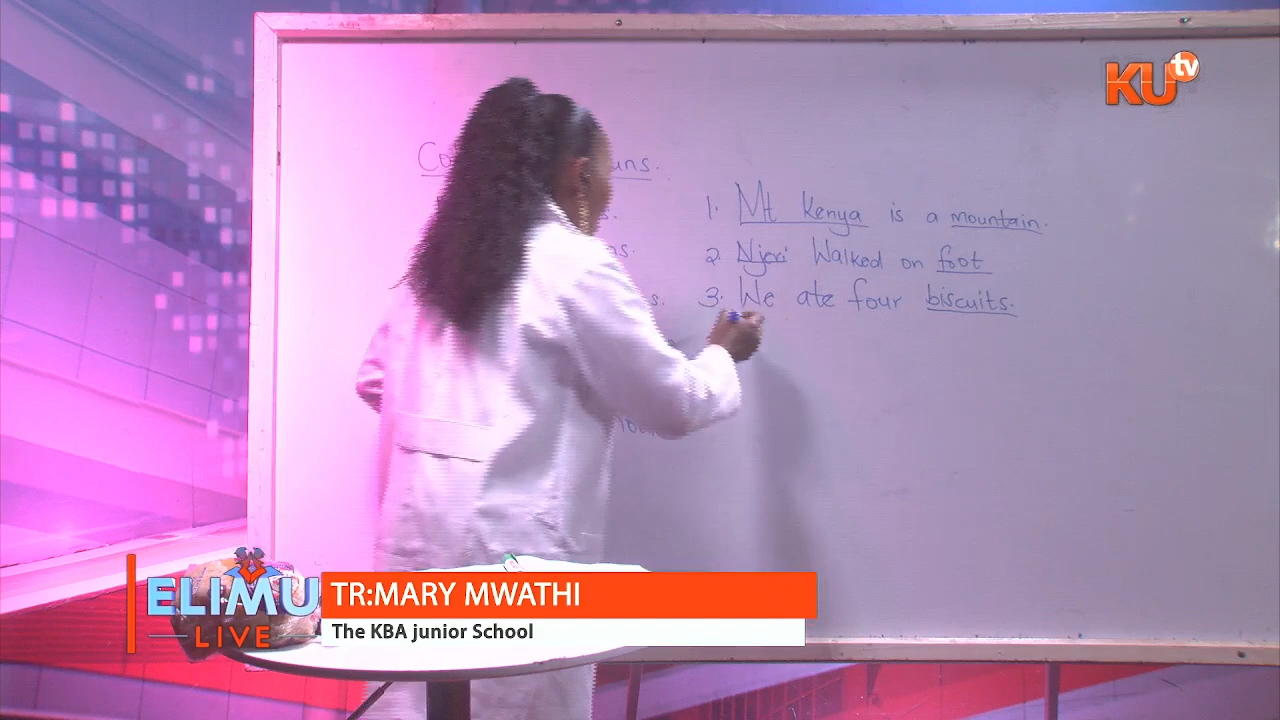 KU tv
1. Mt Kenya is a mountain.
2. Njeri Walked on foot
3. We ate four biscuits.
ELIMU
LIVE
TR:MARY MWATHI
The KBA junior School